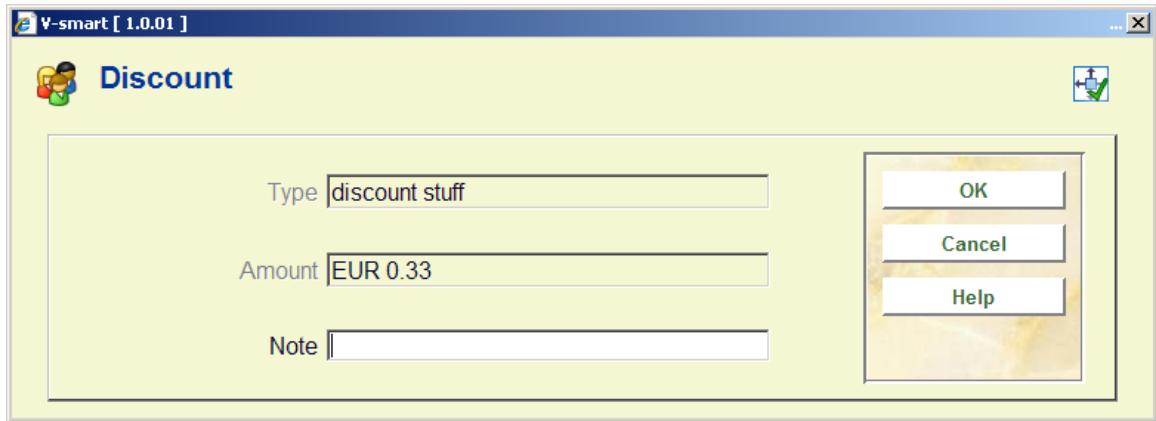 V-smart [ 1.0.01 ]
...
Discount
Type discount stuff
Amount EUR 0.33
Note
OK
Cancel
Help